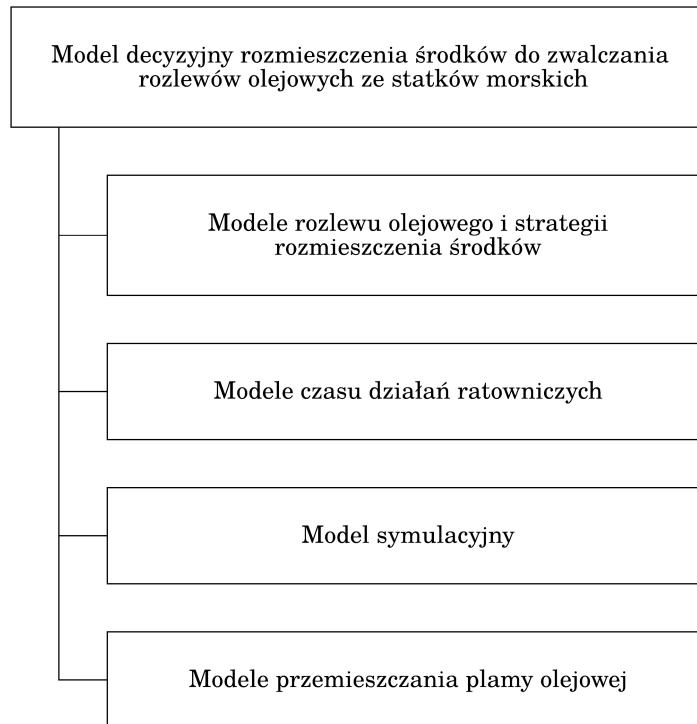 Model decyzyjny rozmieszczenia środków do zwalczania
rozlewów olejowych ze statków morskich
Modele rozlewu olejowego i strategii
rozmieszczenia środków
Modele czasu działań ratowniczych
Model symulacyjny
Modele przemieszczania plamy olejowej